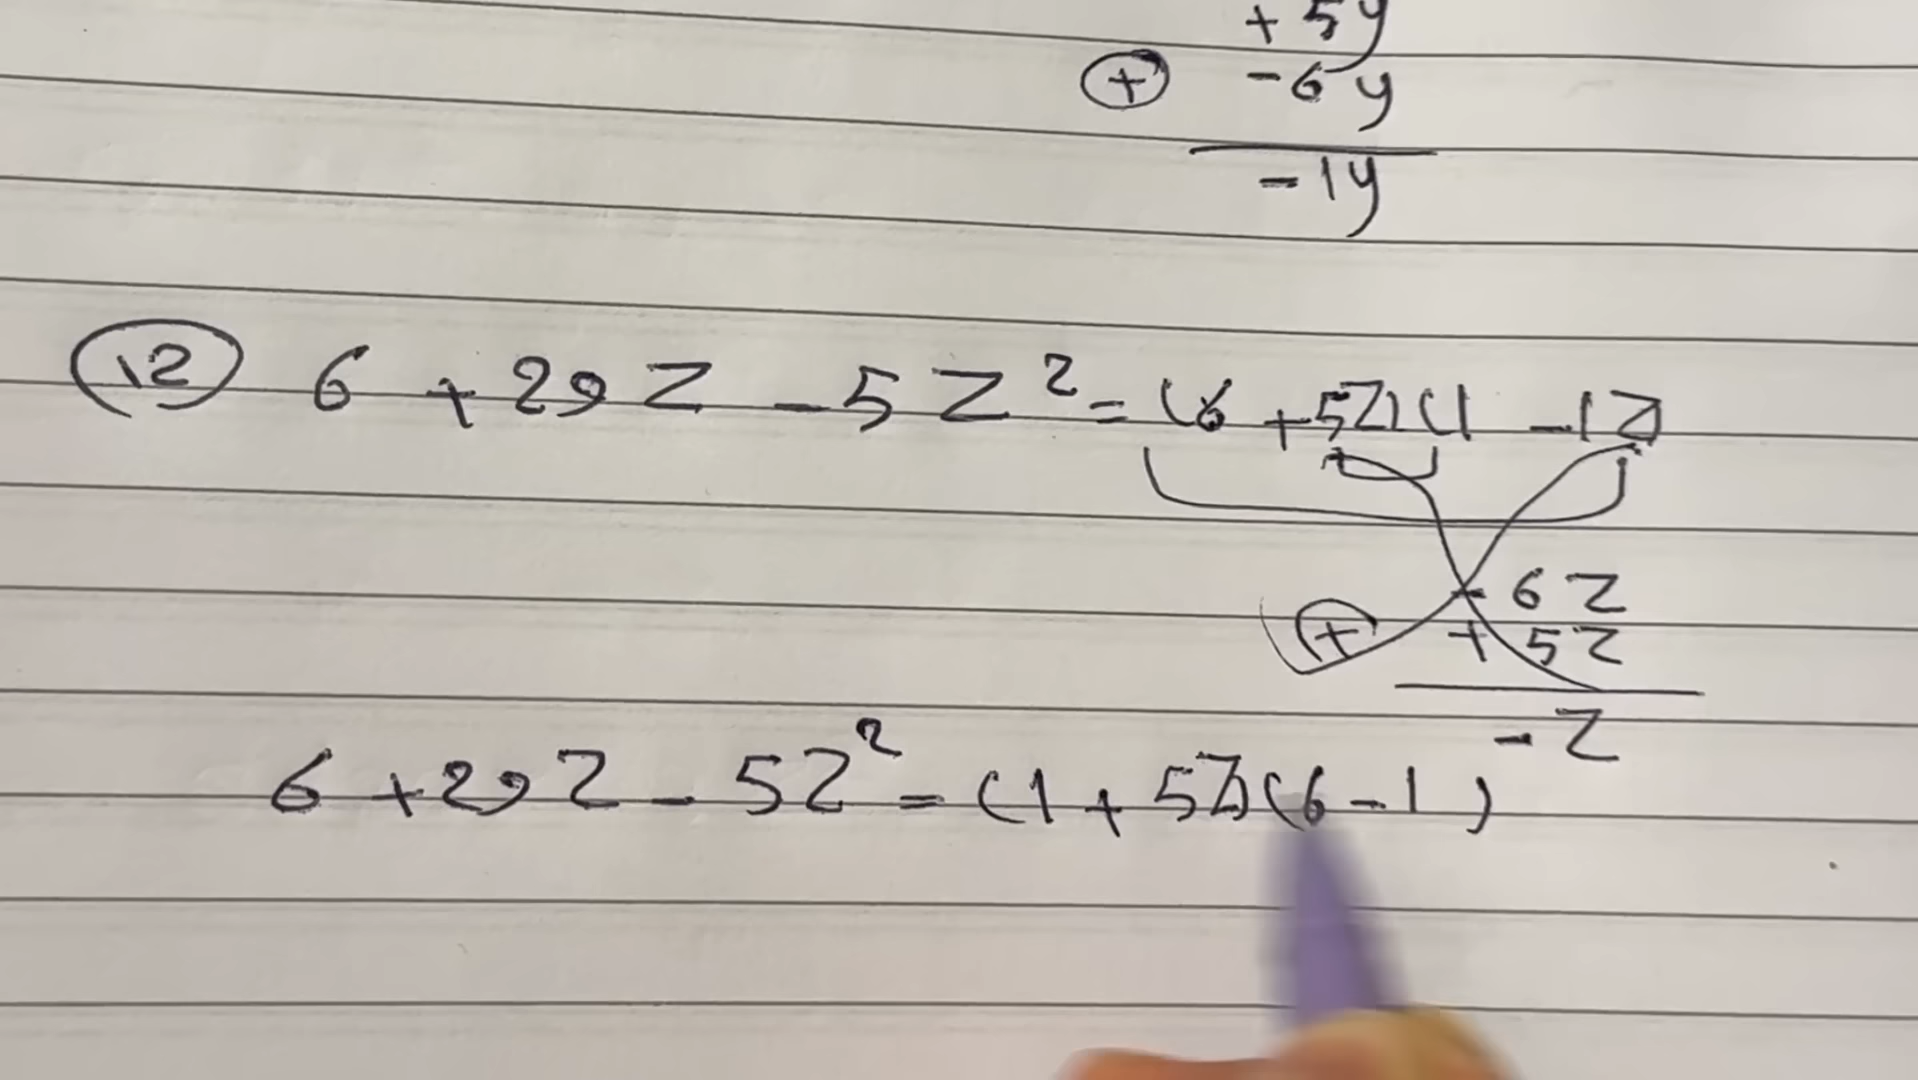 + 5y
(+) - 6y
- 1y
(12) 6 + 29Z - 5Z² = (6 + 5Z)(1 - 1Z)
- 6Z
(+) + 5Z
- Z
6 + 29Z - 5Z² = (1 + 5Z)(6 - 1 )